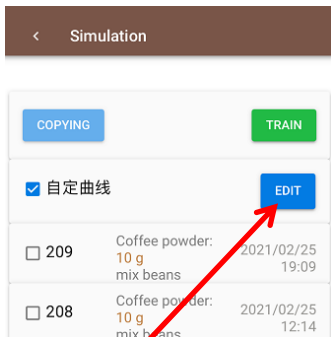 Simulation
COPYING
TRAIN
自定曲线
EDIT
209
Coffee powder:
10 g
mix beans
2021/02/25
19:09
208
Coffee powder:
10 g
mix beans
2021/02/25
12:14